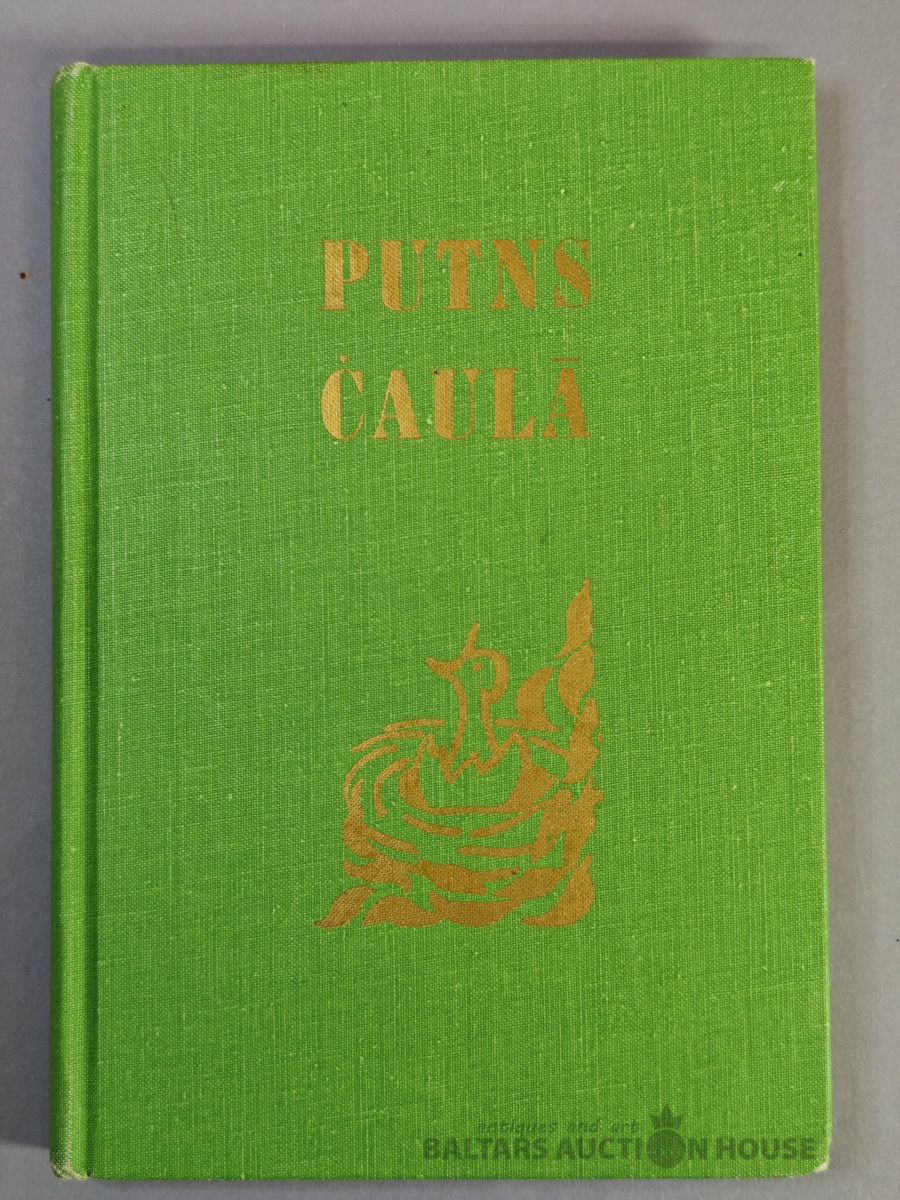 PUTNS
ĊAULĀ
antiques and art
BALTARS AUCTION HOUSE